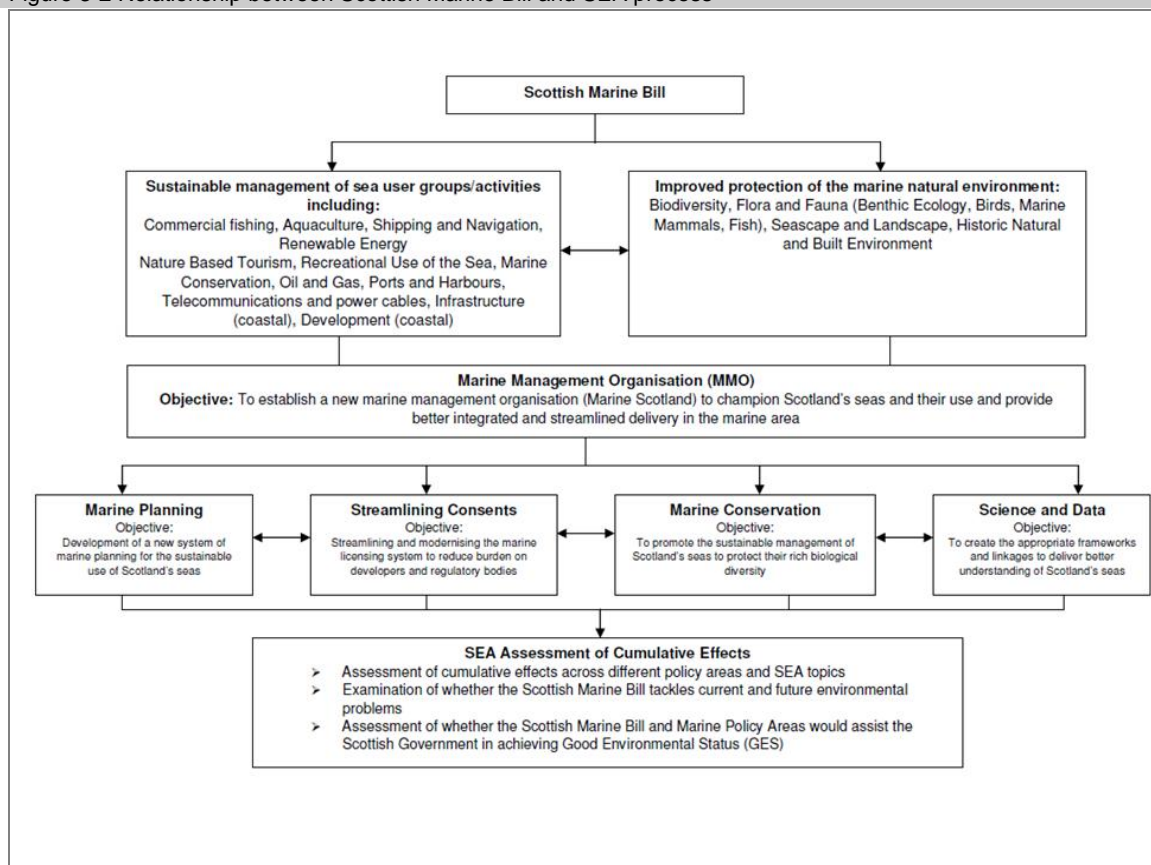 Scottish Marine Bill
Sustainable management of sea user groups/activities
including:
Commercial fishing, Aquaculture, Shipping and Navigation,
Renewable Energy
Nature Based Tourism, Recreational Use of the Sea, Marine
Conservation, Oil and Gas, Ports and Harbours,
Telecommunications and power cables, Infrastructure
(coastal), Development (coastal)
Improved protection of the marine natural environment:
Biodiversity, Flora and Fauna (Benthic Ecology, Birds, Marine
Mammals, Fish), Seascape and Landscape, Historic Natural
and Built Environment
Marine Management Organisation (MMO)
Objective: To establish a new marine management organisation (Marine Scotland) to champion Scotland's seas and their use and provide
better integrated and streamlined delivery in the marine area
Marine Planning
Objective:
Development of a new system of
marine planning for the sustainable
use of Scotland's seas
Streamlining Consents
Objective:
Streamlining and modernising the marine
licensing system to reduce burden on
developers and regulatory bodies
Marine Conservation
Objective:
To promote the sustainable management of
Scotland's seas to protect their rich biological
diversity
Science and Data
Objective:
To create the appropriate frameworks
and linkages to deliver better
understanding of Scotland's seas
SEA Assessment of Cumulative Effects
➢ Assessment of cumulative effects across different policy areas and SEA topics
➢ Examination of whether the Scottish Marine Bill tackles current and future environmental
problems
➢ Assessment of whether the Scottish Marine Bill and Marine Policy Areas would assist the
Scottish Government in achieving Good Environmental Status (GES)